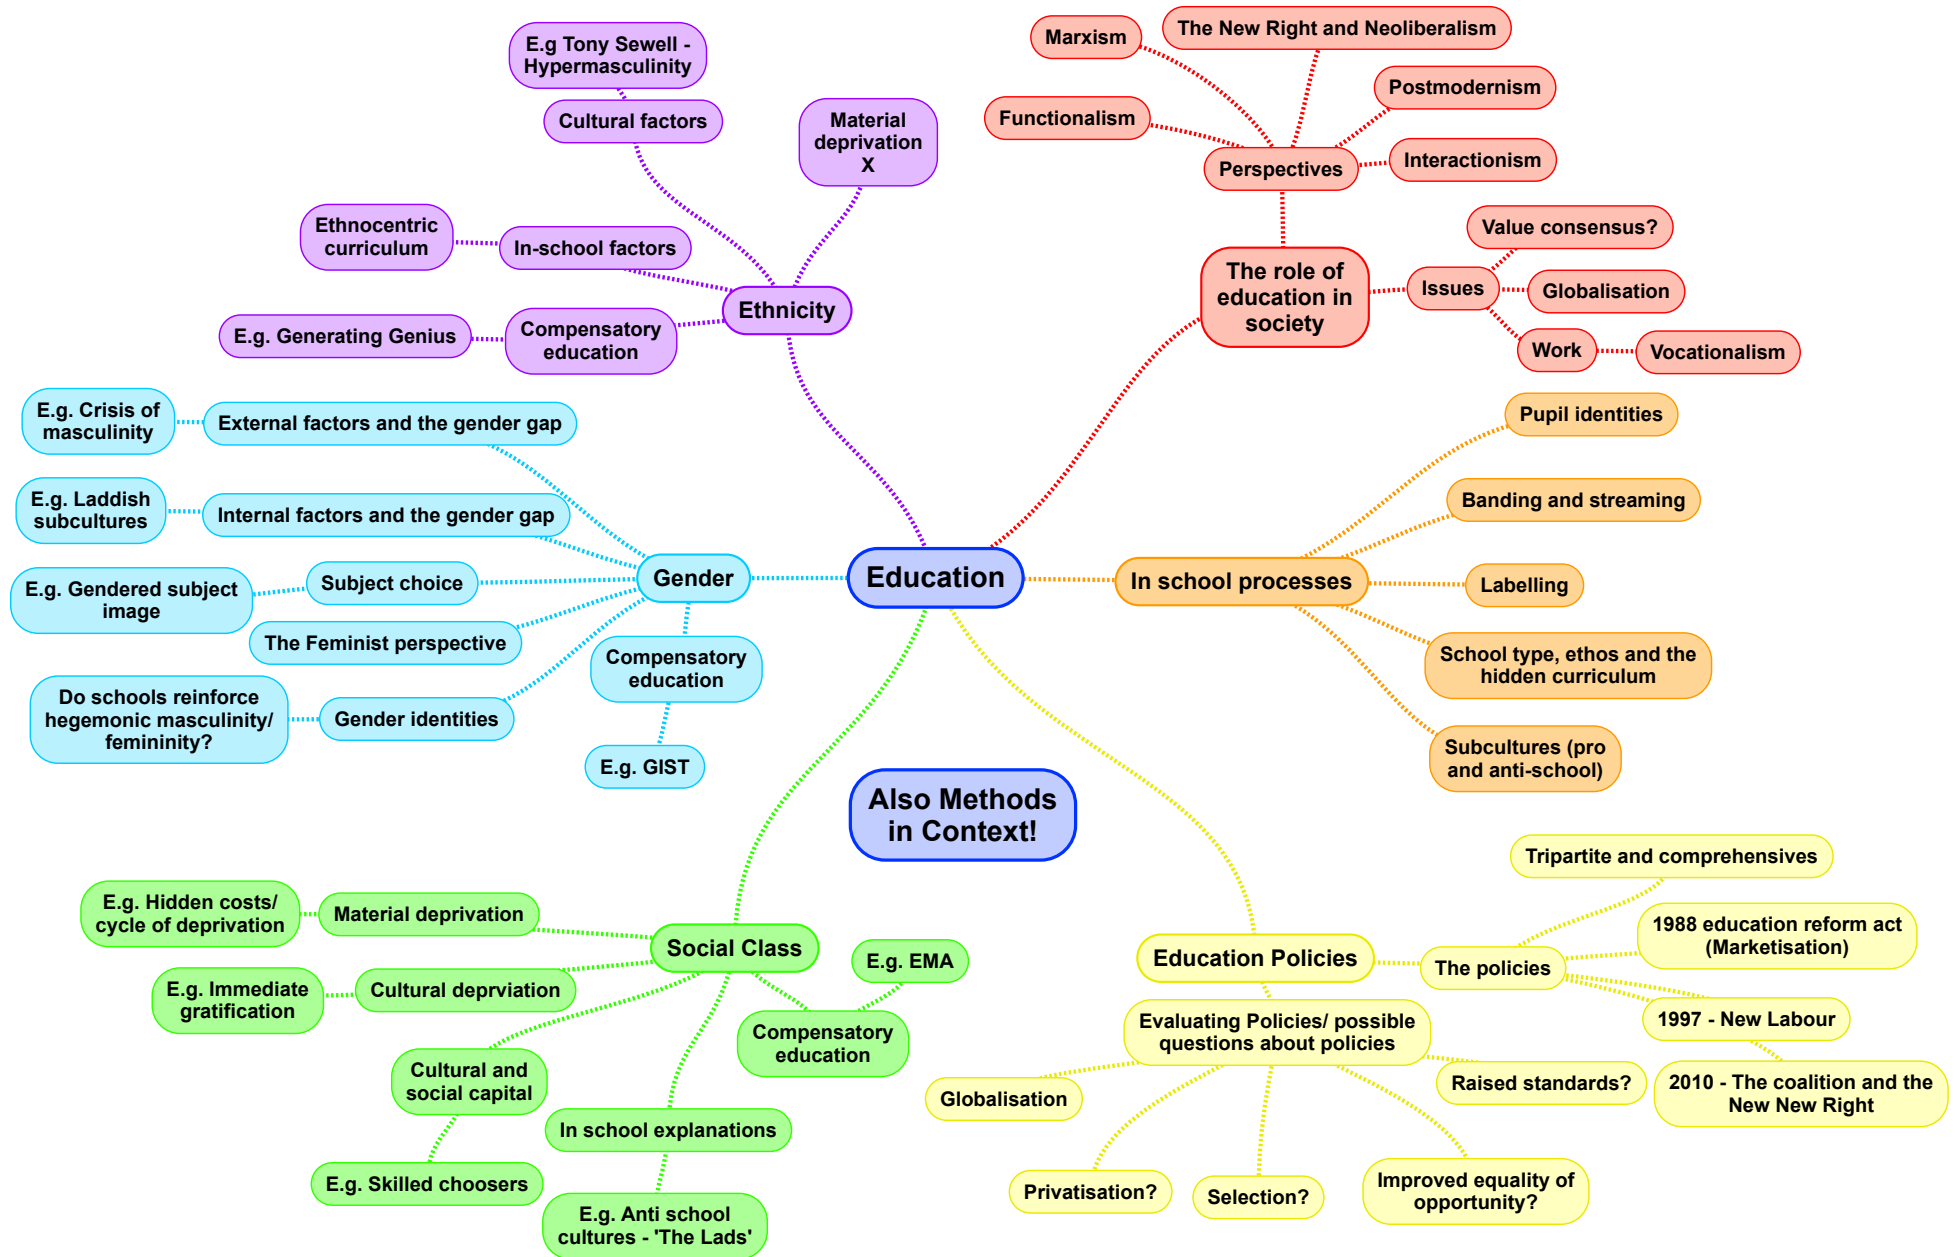 E.g Tony Sewell -
Hypermasculinity
Cultural factors
Material
deprivation
X
Ethnocentric
curriculum
In-school factors
Ethnicity
E.g. Generating Genius
Compensatory
education
Marxism
The New Right and Neoliberalism
Postmodernism
Functionalism
Interactionism
Perspectives
The role of
education in
society
Value consensus?
Issues
Globalisation
Work
Vocationalism
E.g. Crisis of
masculinity
External factors and the gender gap
E.g. Laddish
subcultures
Internal factors and the gender gap
E.g. Gendered subject
image
Subject choice
Gender
The Feminist perspective
Do schools reinforce
hegemonic masculinity/
femininity?
Gender identities
Compensatory
education
E.g. GIST
Education
Also Methods
in Context!
Pupil identities
Banding and streaming
In school processes
Labelling
School type, ethos and the
hidden curriculum
Subcultures (pro
and anti-school)
E.g. Hidden costs/
cycle of deprivation
Material deprivation
Social Class
E.g. Immediate
gratification
Cultural deprviation
E.g. EMA
Compensatory
education
Cultural and
social capital
E.g. Skilled choosers
In school explanations
E.g. Anti school
cultures - 'The Lads'
Education Policies
The policies
Tripartite and comprehensives
1988 education reform act
(Marketisation)
1997 - New Labour
2010 - The coalition and the
New New Right
Evaluating Policies/ possible
questions about policies
Globalisation
Privatisation?
Selection?
Improved equality of
opportunity?
Raised standards?